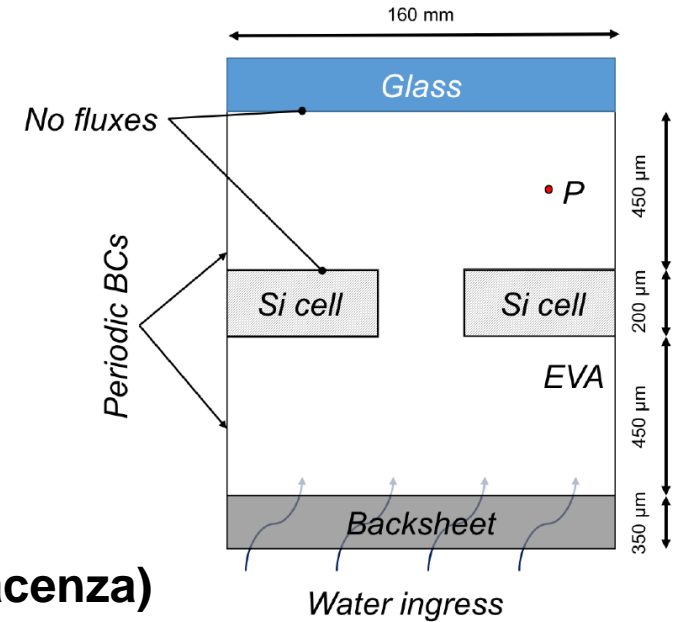 160 mm
Glass
No fluxes
P
450 µm
Periodic BCs
Si cell
Si cell
200 µm
EVA
450 µm
Backsheet
350 µm
Water ingress